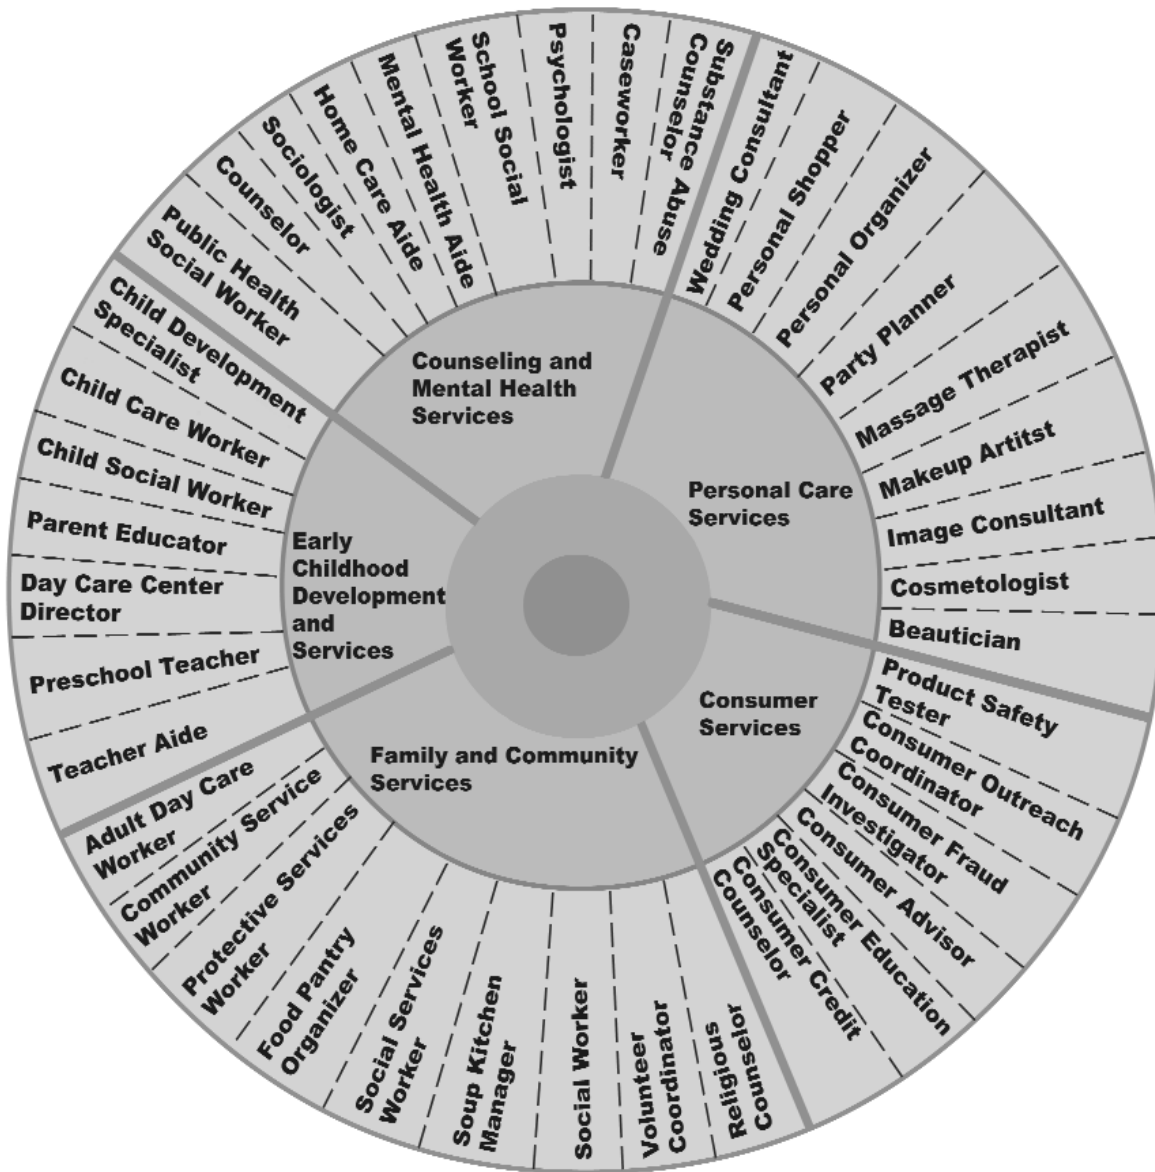 Counseling and
Mental Health
Services
Public Health
Social Worker
Counselor
Sociologist
Home Care Aide
Mental Health Aide
School Social
Worker
Psychologist
Caseworker
Substance Abuse
Counselor
Personal Care
Services
Wedding Consultant
Personal Shopper
Personal Organizer
Party Planner
Massage Therapist
Makeup Artitst
Image Consultant
Cosmetologist
Beautician
Consumer
Services
Product Safety
Tester
Consumer Outreach
Coordinator
Consumer Fraud
Investigator
Consumer Advisor
Consumer Education
Specialist
Consumer Credit
Counselor
Family and Community
Services
Religious
Counselor
Volunteer
Coordinator
Social Worker
Soup Kitchen
Manager
Social Services
Worker
Food Pantry
Organizer
Protective Services
Worker
Community Service
Worker
Adult Day Care
Worker
Early
Childhood
Development
and
Services
Teacher Aide
Preschool Teacher
Day Care Center
Director
Parent Educator
Child Social Worker
Child Care Worker
Child Development
Specialist